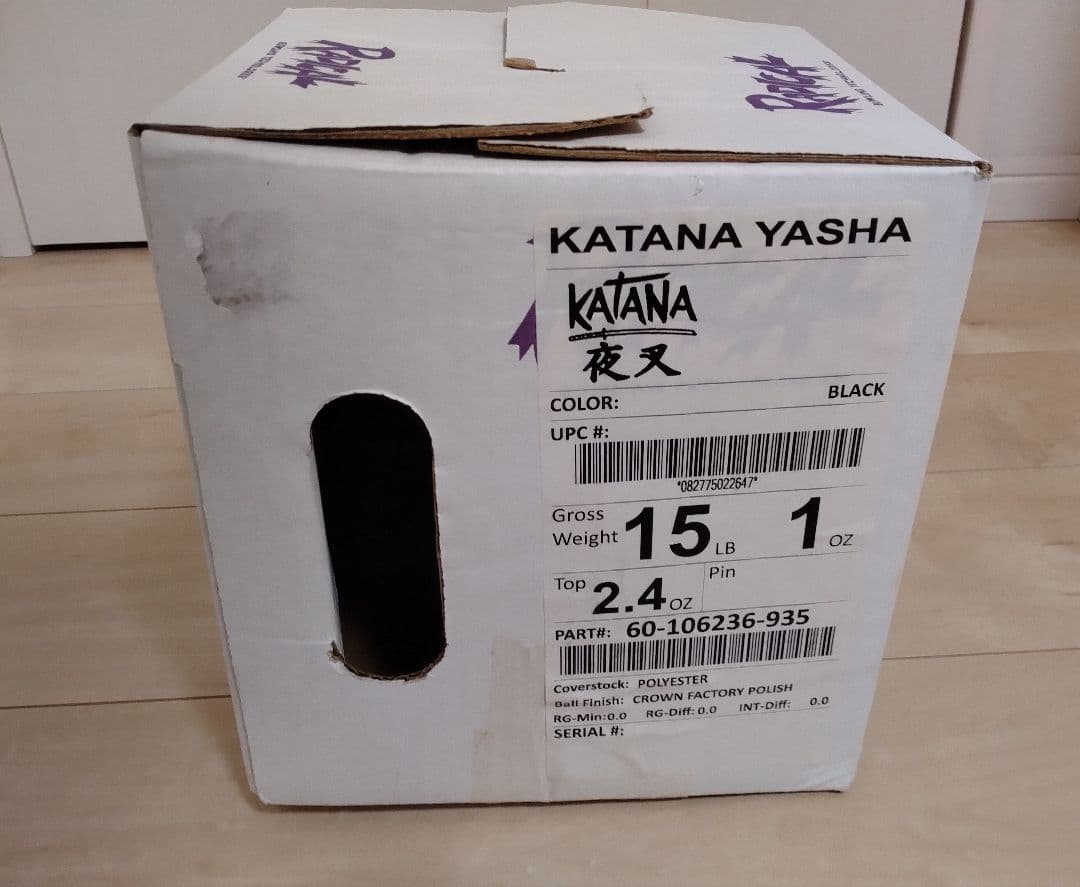 RADICAL
RADICAL
KATANA YASHA
KATANA
夜叉
COLOR: BLACK
UPC #:
*082775022647*
Gross Weight 15 LB 1 OZ
Top 2.4 OZ Pin
PART#: 60-106236-935
Coverstock: POLYESTER
Ball Finish: CROWN FACTORY POLISH
RG-Min:0.0 RG-Diff: 0.0 INT-Diff: 0.0
SERIAL #: